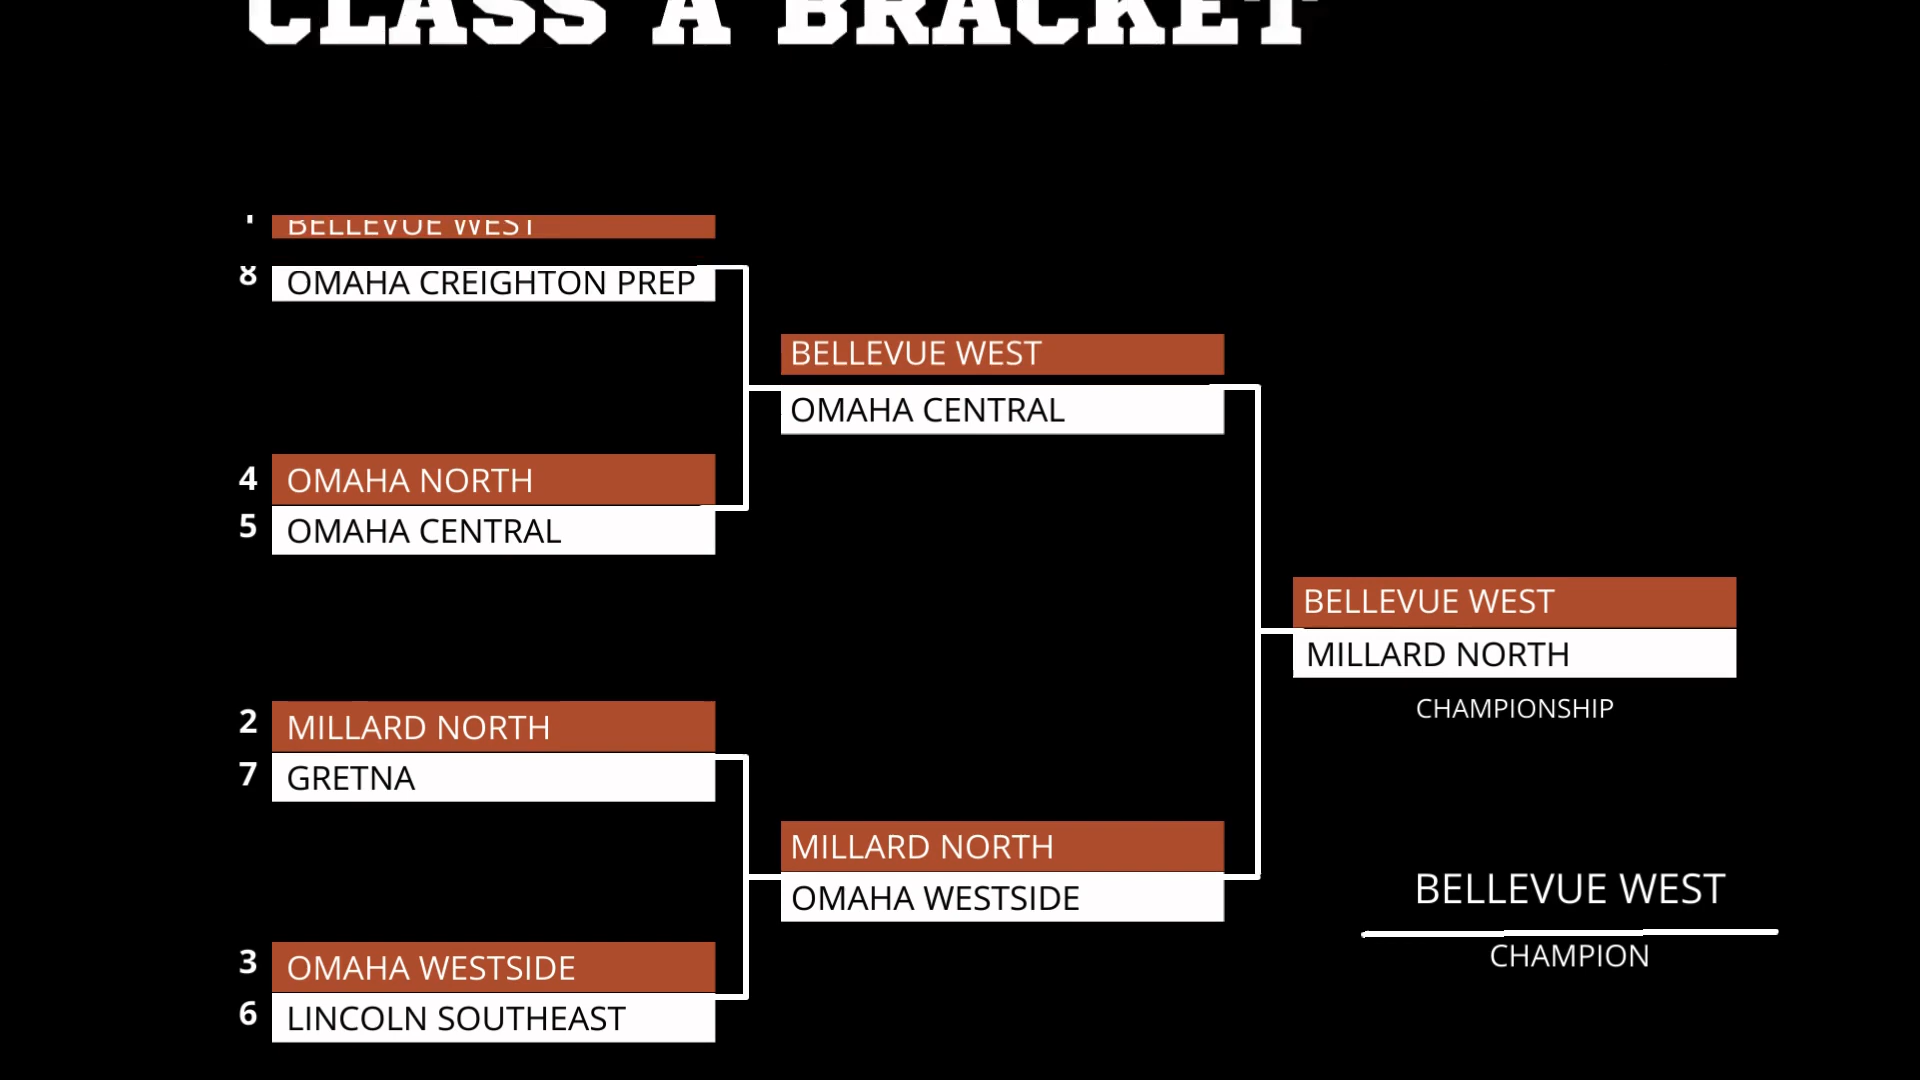 CLASS A BRACKET
1 BELLEVUE WEST
8 OMAHA CREIGHTON PREP
BELLEVUE WEST
OMAHA CENTRAL
4 OMAHA NORTH
5 OMAHA CENTRAL
BELLEVUE WEST
MILLARD NORTH
CHAMPIONSHIP
2 MILLARD NORTH
7 GRETNA
MILLARD NORTH
OMAHA WESTSIDE
BELLEVUE WEST
CHAMPION
3 OMAHA WESTSIDE
6 LINCOLN SOUTHEAST